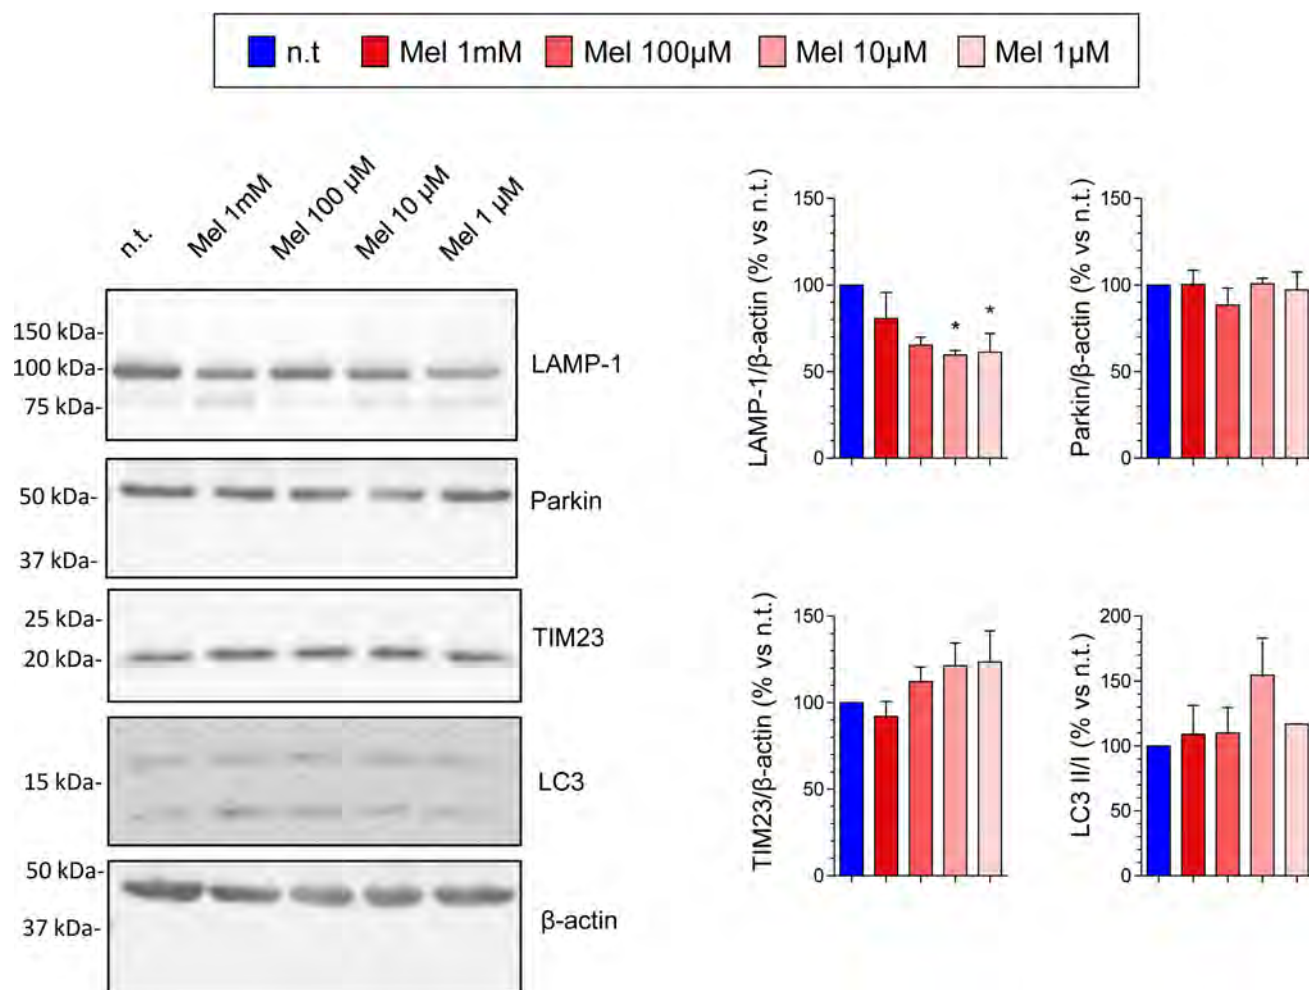 n.t Mel 1mM Mel 100µM Mel 10µM Mel 1µM
n.t.
Mel 1mM
Mel 100 µM
Mel 10 µM
Mel 1 µM
150 kDa-
100 kDa-
75 kDa-
LAMP-1
50 kDa-
37 kDa-
Parkin
25 kDa-
20 kDa-
TIM23
15 kDa-
LC3
50 kDa-
37 kDa-
β-actin
LAMP-1/β-actin (% vs n.t.)
150
100
50
0
* *
Parkin/β-actin (% vs n.t.)
150
100
50
0
TIM23/β-actin (% vs n.t.)
150
100
50
0
LC3 II/I (% vs n.t.)
200
150
100
50
0